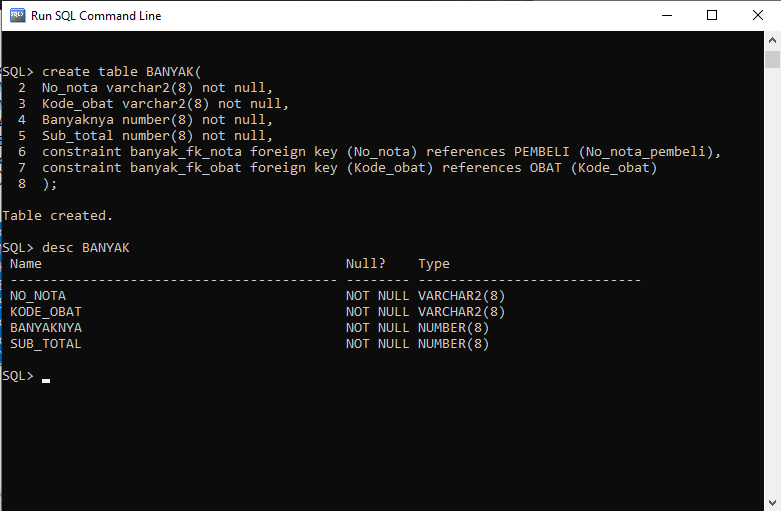 Run SQL Command Line
SQL> create table BANYAK(
  2  No_nota varchar2(8) not null,
  3  Kode_obat varchar2(8) not null,
  4  Banyaknya number(8) not null,
  5  Sub_total number(8) not null,
  6  constraint banyak_fk_nota foreign key (No_nota) references PEMBELI (No_nota_pembeli),
  7  constraint banyak_fk_obat foreign key (Kode_obat) references OBAT (Kode_obat)
  8  );
Table created.
SQL> desc BANYAK
 Name                                      Null?    Type
 ----------------------------------------- -------- ----------------------------
 NO_NOTA                                   NOT NULL VARCHAR2(8)
 KODE_OBAT                                 NOT NULL VARCHAR2(8)
 BANYAKNYA                                 NOT NULL NUMBER(8)
 SUB_TOTAL                                 NOT NULL NUMBER(8)
SQL>